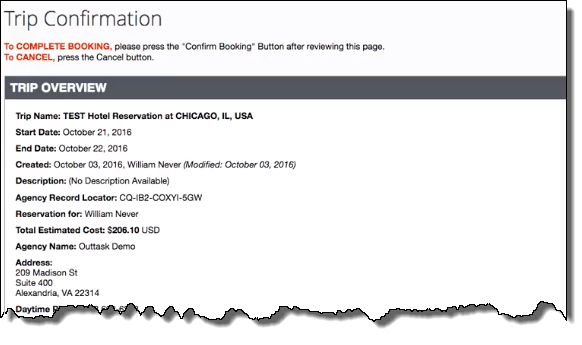 Trip Confirmation
To COMPLETE BOOKING, please press the "Confirm Booking" Button after reviewing this page.
To CANCEL, press the Cancel button.
TRIP OVERVIEW
Trip Name: TEST Hotel Reservation at CHICAGO, IL, USA
Start Date: October 21, 2016
End Date: October 22, 2016
Created: October 03, 2016, William Never (Modified: October 03, 2016)
Description: (No Description Available)
Agency Record Locator: CQ-IB2-COXYI-5GW
Reservation for: William Never
Total Estimated Cost: $206.10 USD
Agency Name: Outtask Demo
Address:
209 Madison St
Suite 400
Alexandria, VA 22314
Daytime